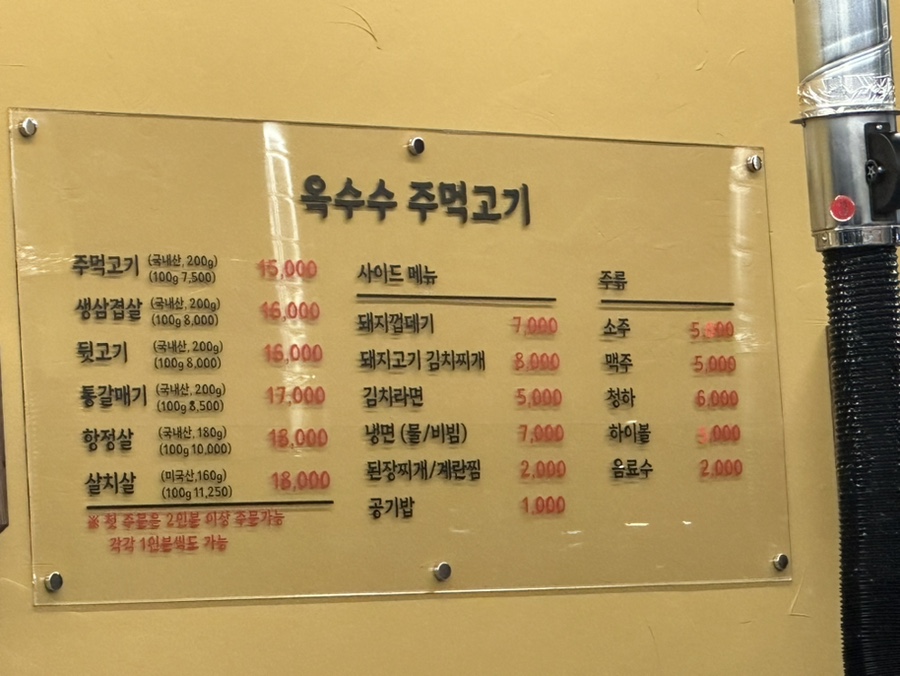 옥수수 주먹고기
주먹고기 (국내산, 200g) 15,000
(100g 7,500)
생삼겹살 (국내산, 200g) 16,000
(100g 8,000)
뒷고기 (국내산, 200g) 16,000
(100g 8,000)
통갈매기 (국내산, 200g) 17,000
(100g 8,500)
항정살 (국내산, 180g) 18,000
(100g 10,000)
살치살 (미국산, 160g) 18,000
(100g 11,250)
※ 첫 주문은 2인분 이상 주문가능
각각 1인분씩도 가능
사이드 메뉴
돼지껍데기 7,000
돼지고기 김치찌개 8,000
김치라면 5,000
냉면 (물/비빔) 7,000
된장찌개/계란찜 2,000
공기밥 1,000
주류
소주
맥주 5,000
청하 6,000
하이볼
음료수 2,000